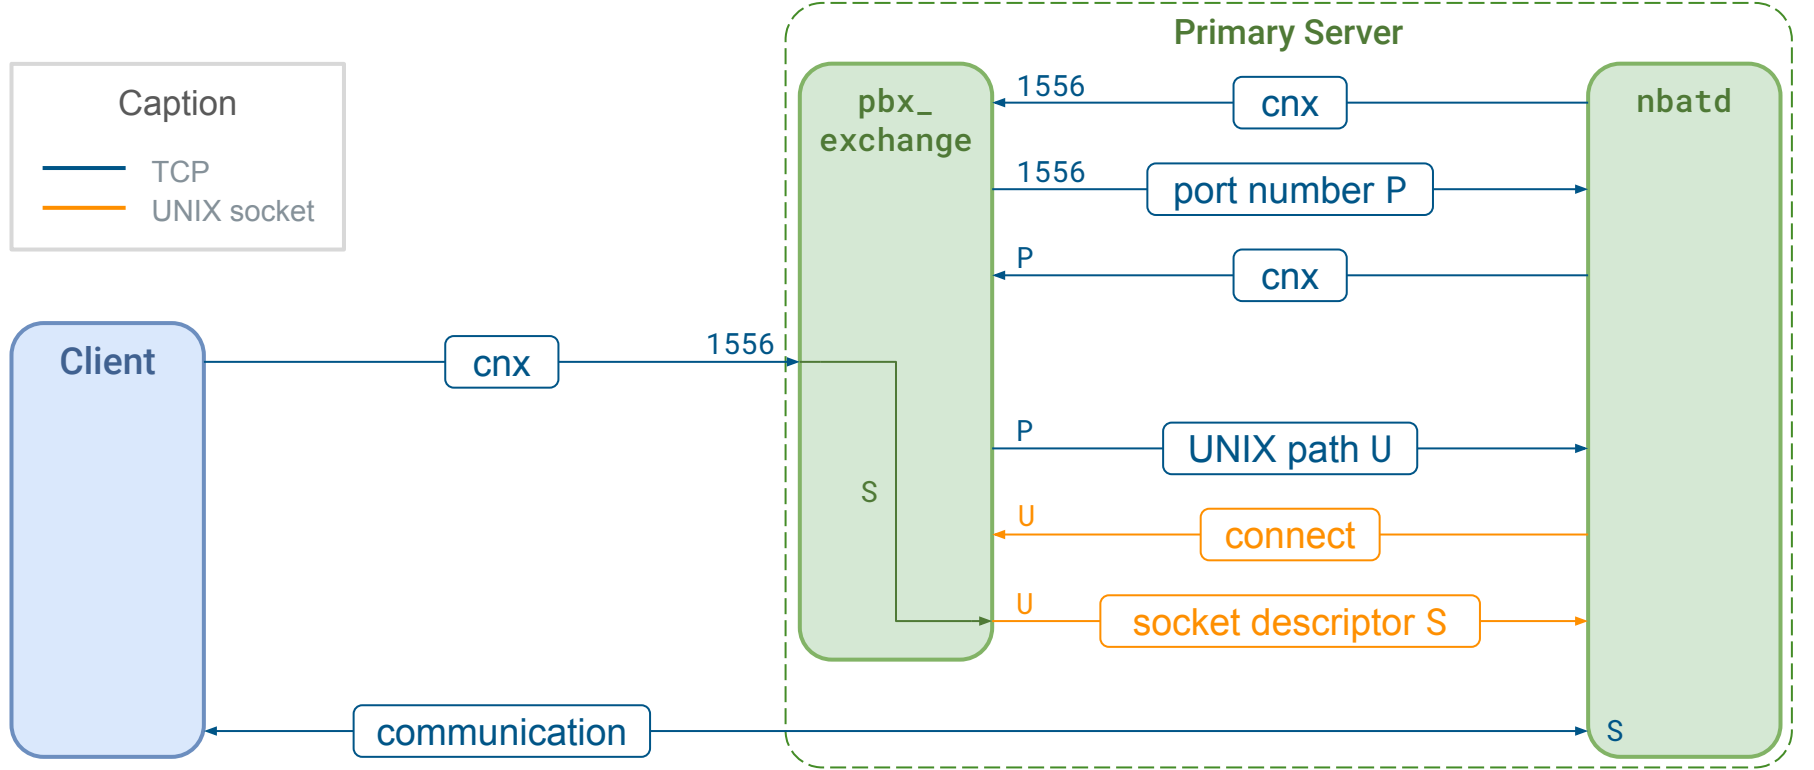 Primary Server
Caption
TCP
UNIX socket
pbx_
exchange
nbatd
1556
cnx
1556
port number P
P
cnx
Client
cnx
1556
P
UNIX path U
S
U
connect
U
socket descriptor S
communication
S